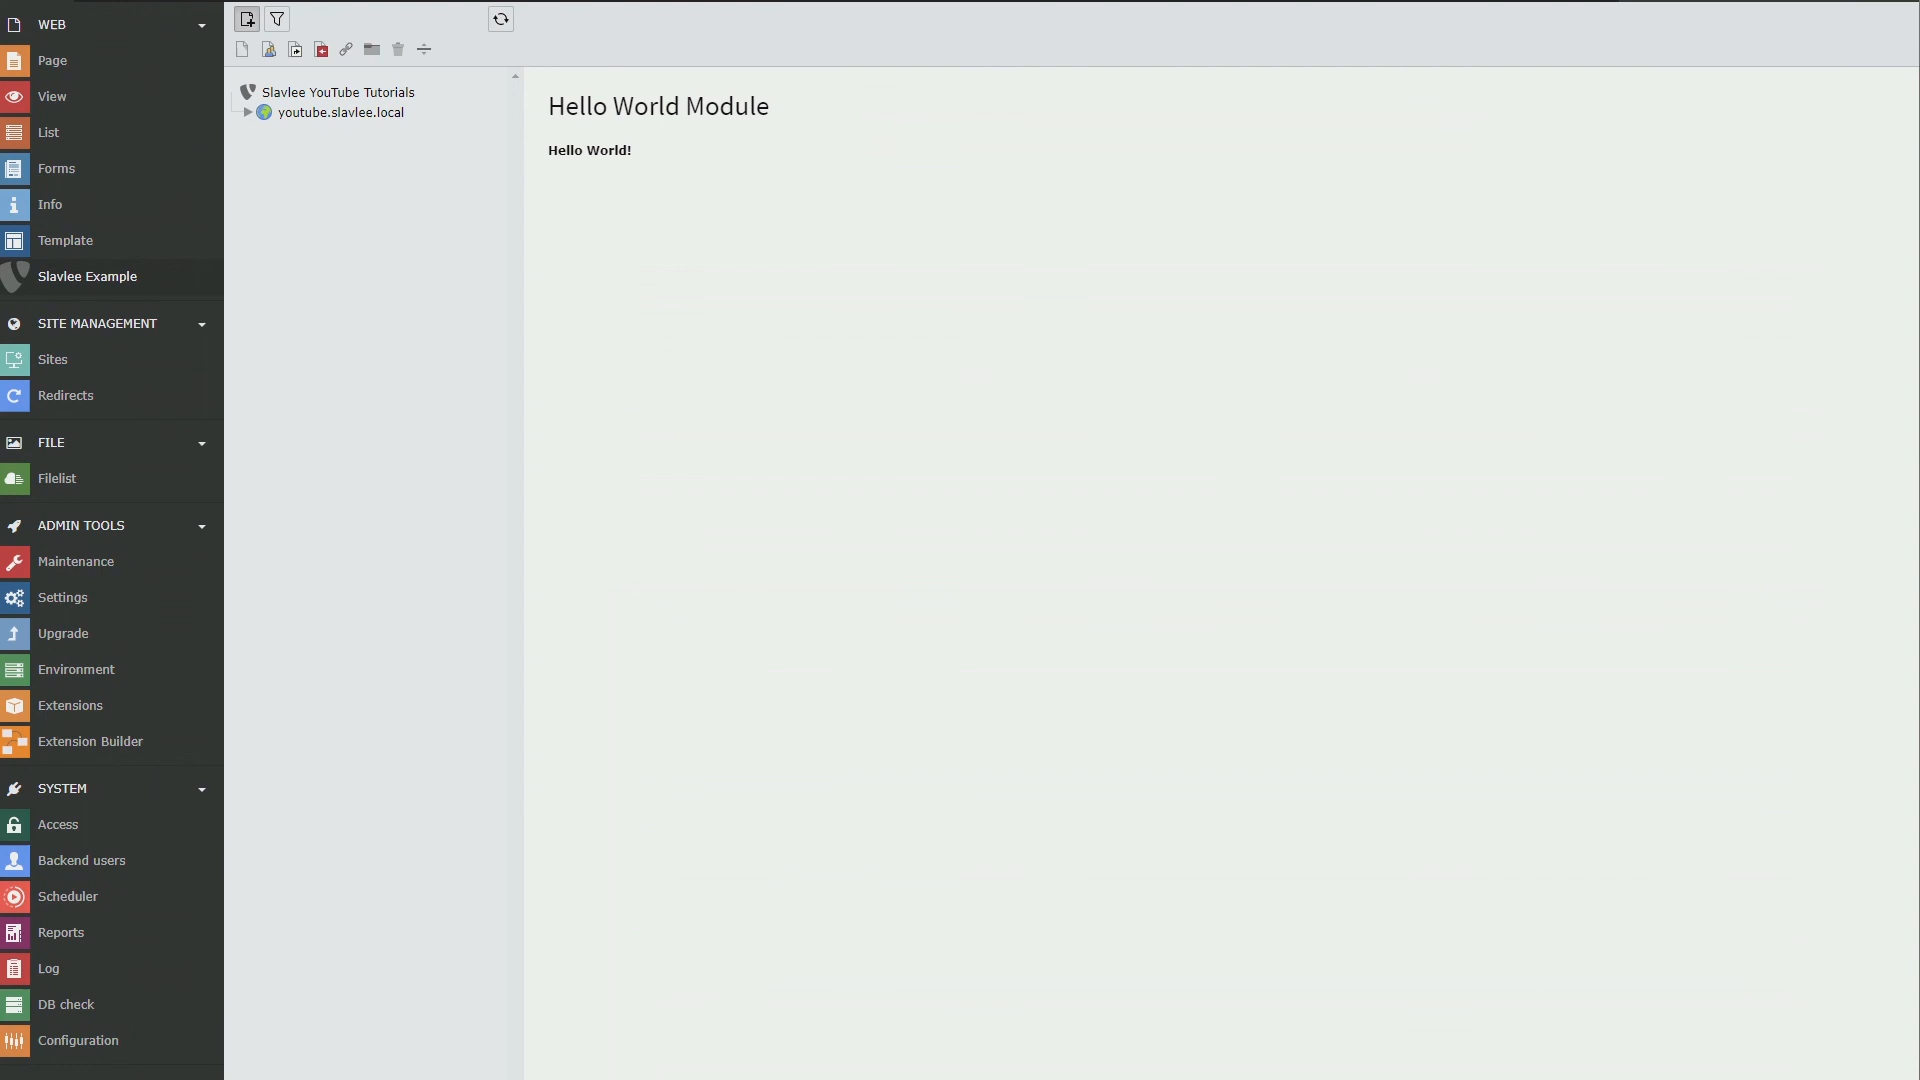 WEB
Page
View
List
Forms
Info
Template
Slavlee Example
SITE MANAGEMENT
Sites
Redirects
FILE
Filelist
ADMIN TOOLS
Maintenance
Settings
Upgrade
Environment
Extensions
Extension Builder
SYSTEM
Access
Backend users
Scheduler
Reports
Log
DB check
Configuration
Slavlee YouTube Tutorials
youtube.slavlee.local
Hello World Module
Hello World!